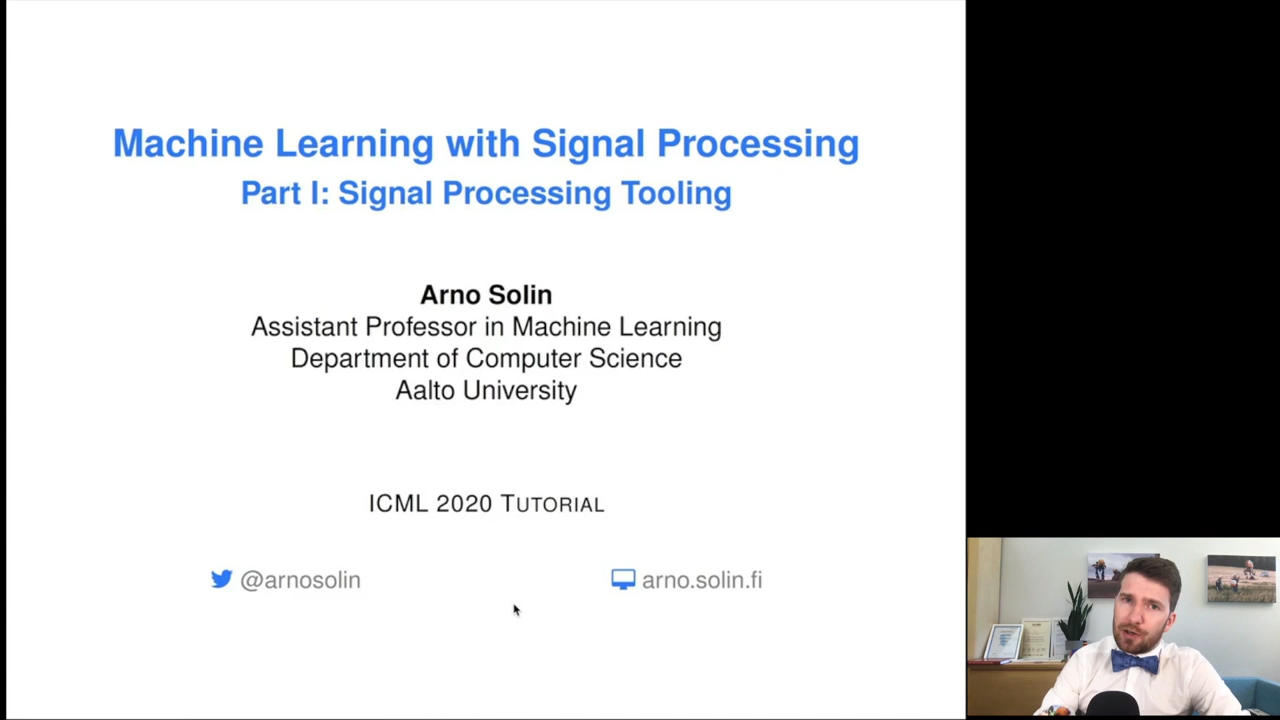 Machine Learning with Signal Processing
Part I: Signal Processing Tooling
Arno Solin
Assistant Professor in Machine Learning
Department of Computer Science
Aalto University
ICML 2020 TUTORIAL
@arnosolin
arno.solin.fi